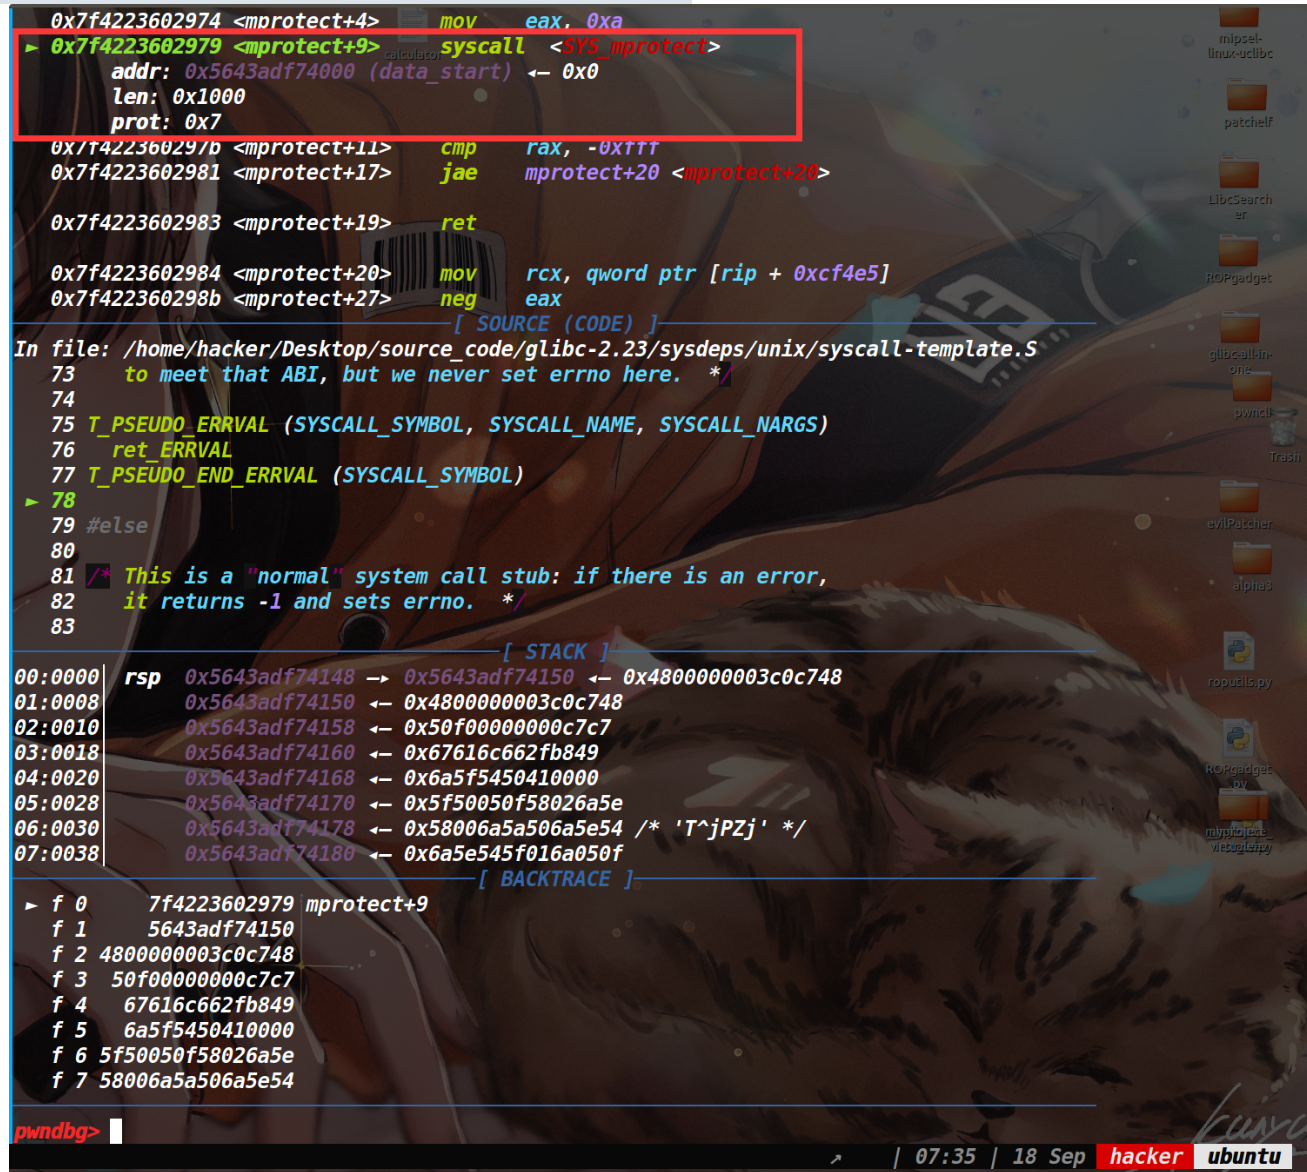 0x7f4223602974 <mprotect+4> mov eax, 0xa
► 0x7f4223602979 <mprotect+9> syscall <SYS_mprotect>
addr: 0x5643adf74000 (data_start) ◂— 0x0
len: 0x1000
prot: 0x7
0x7f422360297b <mprotect+11> cmp rax, -0xfff
0x7f4223602981 <mprotect+17> jae mprotect+20 <mprotect+20>
0x7f4223602983 <mprotect+19> ret
0x7f4223602984 <mprotect+20> mov rcx, qword ptr [rip + 0xcf4e5]
0x7f422360298b <mprotect+27> neg eax
[ SOURCE (CODE) ]
In file: /home/hacker/Desktop/source_code/glibc-2.23/sysdeps/unix/syscall-template.S
73 to meet that ABI, but we never set errno here. */
74
75 T_PSEUDO_ERRVAL (SYSCALL_SYMBOL, SYSCALL_NAME, SYSCALL_NARGS)
76 ret_ERRVAL
77 T_PSEUDO_END_ERRVAL (SYSCALL_SYMBOL)
► 78
79 #else
80
81 /* This is a "normal" system call stub: if there is an error,
82 it returns -1 and sets errno. */
83
[ STACK ]
00:0000│ rsp 0x5643adf74148 —▸ 0x5643adf74150 ◂— 0x4800000003c0c748
01:0008│ 0x5643adf74150 ◂— 0x4800000003c0c748
02:0010│ 0x5643adf74158 ◂— 0x50f00000000c7c7
03:0018│ 0x5643adf74160 ◂— 0x67616c662fb849
04:0020│ 0x5643adf74168 ◂— 0x6a5f5450410000
05:0028│ 0x5643adf74170 ◂— 0x5f50050f58026a5e
06:0030│ 0x5643adf74178 ◂— 0x58006a5a506a5e54 /* 'T^jPZj' */
07:0038│ 0x5643adf74180 ◂— 0x6a5e545f016a050f
[ BACKTRACE ]
► f 0 7f4223602979 mprotect+9
f 1 5643adf74150
f 2 4800000003c0c748
f 3 50f00000000c7c7
f 4 67616c662fb849
f 5 6a5f5450410000
f 6 5f50050f58026a5e
f 7 58006a5a506a5e54
pwndbg>
calculator
mipsel-
linux-uclibc
patchelf
LibcSearch
er
ROPgadget
glibc-all-in-
one
pwncli
Trash
evilPatcher
alpha3
roputils.py
ROPgadget.
py
| 07:35 | 18 Sep hacker ubuntu